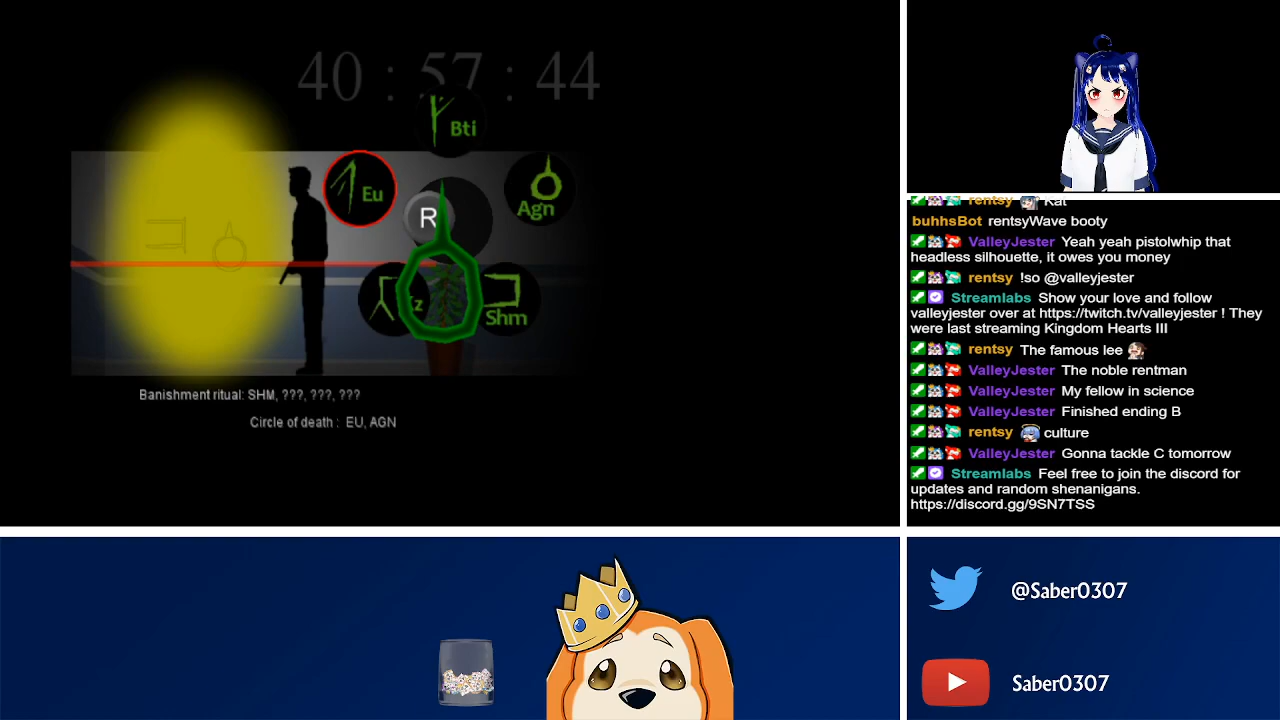 40 : 57 : 44
Bti
Eu
Agn
R
z
Shm
Banishment ritual: SHM, ???, ???, ???
Circle of death : EU, AGN
rentsy Kat
buhhsBot rentsyWave booty
ValleyJester Yeah yeah pistolwhip that
headless silhouette, it owes you money
rentsy !so @valleyjester
Streamlabs Show your love and follow
valleyjester over at https://twitch.tv/valleyjester ! They
were last streaming Kingdom Hearts III
rentsy The famous lee
ValleyJester The noble rentman
ValleyJester My fellow in science
ValleyJester Finished ending B
rentsy culture
ValleyJester Gonna tackle C tomorrow
Streamlabs Feel free to join the discord for
updates and random shenanigans.
https://discord.gg/9SN7TSS
@Saber0307
Saber0307